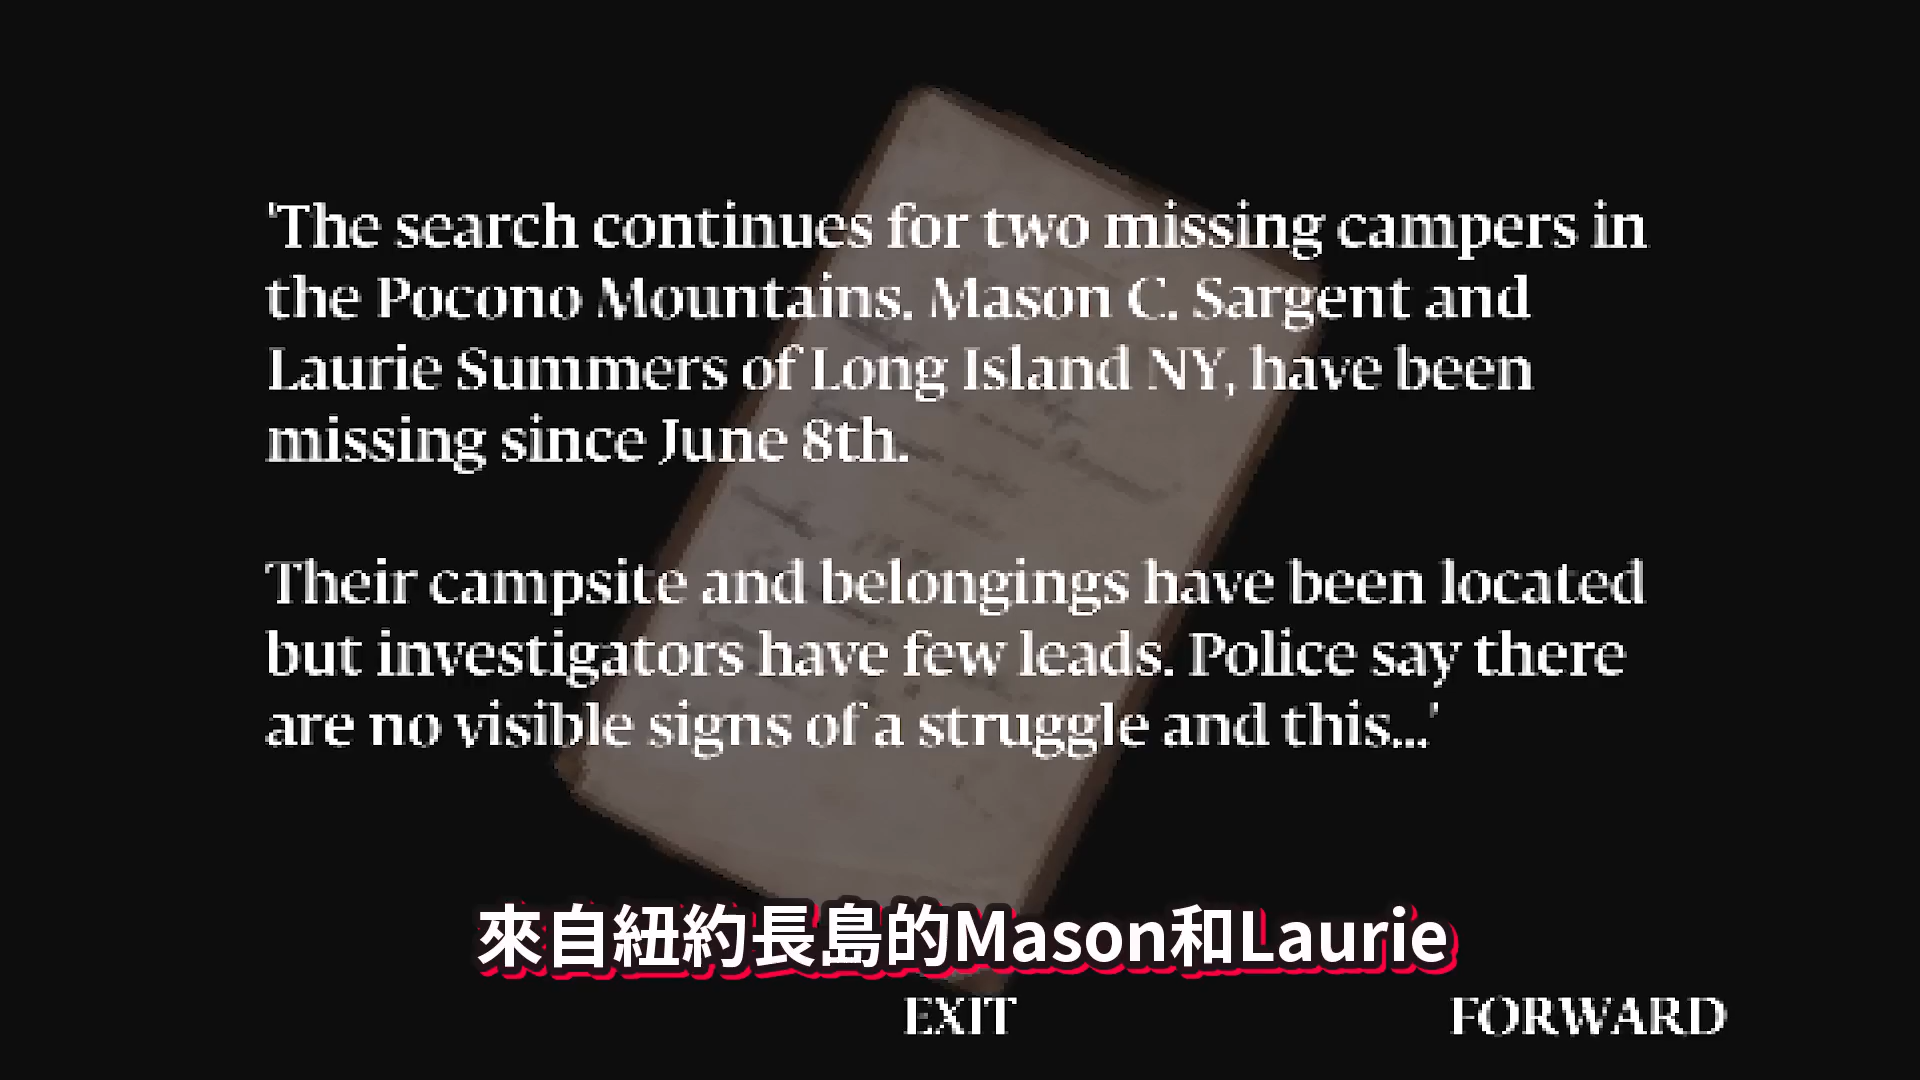 'The search continues for two missing campers in
the Pocono Mountains. Mason C. Sargent and
Laurie Summers of Long Island NY, have been
missing since June 8th.
Their campsite and belongings have been located
but investigators have few leads. Police say there
are no visible signs of a struggle and this...'
來自紐約長島的Mason和Laurie
EXIT
FORWARD